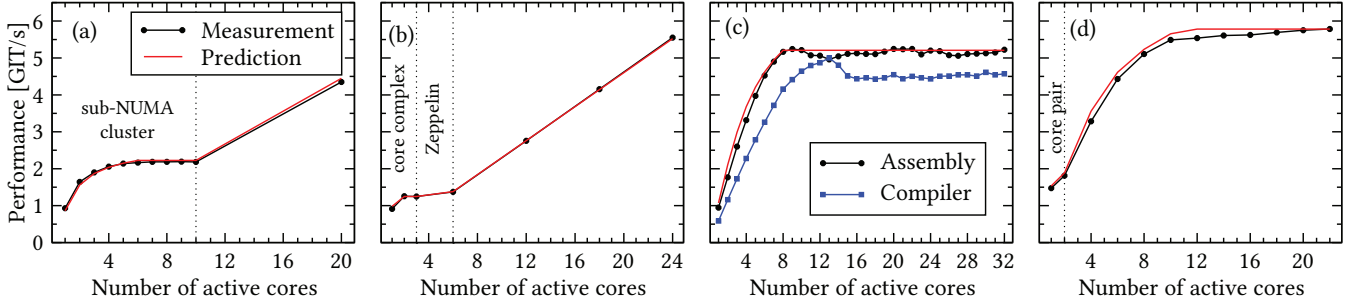 Performance [GIT/s]
6
5
4
3
2
1
0
(a)
Measurement
Prediction
sub-NUMA
cluster
4 8 12 16 20
Number of active cores
(b)
core complex
Zeppelin
4 8 12 16 20 24
Number of active cores
(c)
Assembly
Compiler
4 8 12 16 20 24 28 32
Number of active cores
(d)
core pair
4 8 12 16 20
Number of active cores